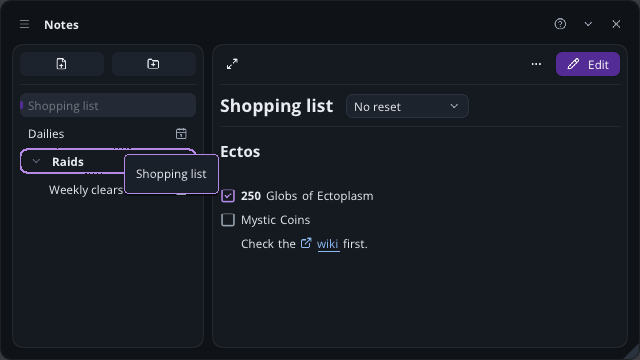 Notes
Edit
Shopping list
Shopping list
No reset
Dailies
Raids
Shopping list
Weekly clears
Ectos
250 Globs of Ectoplasm
Mystic Coins
Check the wiki first.